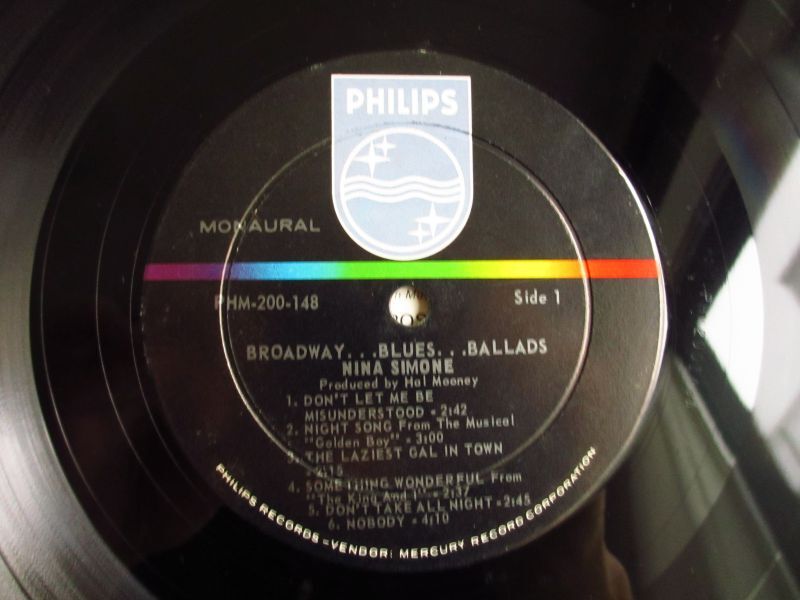 PHILIPS
MONAURAL
PHM-200-148
Side 1
BROADWAY...BLUES...BALLADS
NINA SIMONE
Produced by Hal Mooney
1. DON'T LET ME BE
MISUNDERSTOOD - 2:42
2. NIGHT SONG From The Musical
"Golden Boy" - 3:00
3. THE LAZIEST GAL IN TOWN
- 2:15
4. SOMETHING WONDERFUL From
"The King And I" - 2:37
5. DON'T TAKE ALL NIGHT - 2:45
6. NOBODY - 4:10
PHILIPS RECORDS - VENDOR: MERCURY RECORD CORPORATION